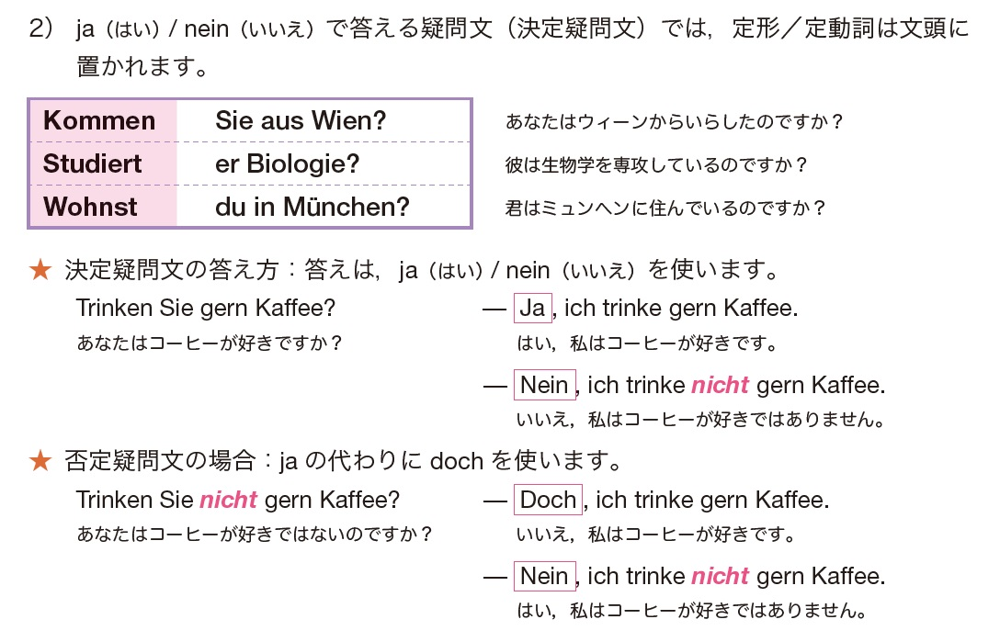 2） ja（はい）/ nein（いいえ）で答える疑問文（決定疑問文）では，定形／定動詞は文頭に
置かれます。
Kommen Sie aus Wien? あなたはウィーンからいらしたのですか？
Studiert er Biologie? 彼は生物学を専攻しているのですか？
Wohnst du in München? 君はミュンヘンに住んでいるのですか？
★ 決定疑問文の答え方：答えは，ja（はい）/ nein（いいえ）を使います。
Trinken Sie gern Kaffee? — Ja, ich trinke gern Kaffee.
あなたはコーヒーが好きですか？ はい，私はコーヒーが好きです。
— Nein, ich trinke nicht gern Kaffee.
いいえ，私はコーヒーが好きではありません。
★ 否定疑問文の場合：ja の代わりに doch を使います。
Trinken Sie nicht gern Kaffee? — Doch, ich trinke gern Kaffee.
あなたはコーヒーが好きではないのですか？ いいえ，私はコーヒーが好きです。
— Nein, ich trinke nicht gern Kaffee.
はい，私はコーヒーが好きではありません。